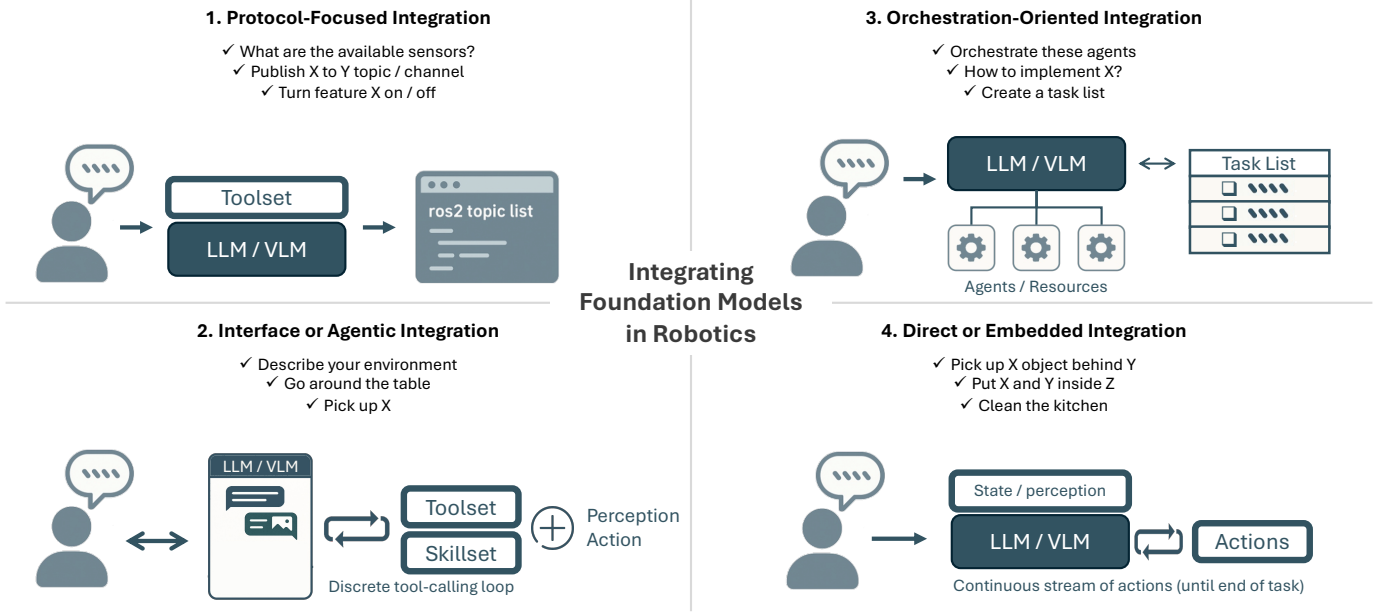 1. Protocol-Focused Integration
✓ What are the available sensors?
✓ Publish X to Y topic / channel
✓ Turn feature X on / off
Toolset
LLM / VLM
ros2 topic list
3. Orchestration-Oriented Integration
✓ Orchestrate these agents
✓ How to implement X?
✓ Create a task list
LLM / VLM
Task List
Agents / Resources
Integrating
Foundation Models
in Robotics
2. Interface or Agentic Integration
✓ Describe your environment
✓ Go around the table
✓ Pick up X
LLM / VLM
Toolset
Skillset
Perception
Action
Discrete tool-calling loop
4. Direct or Embedded Integration
✓ Pick up X object behind Y
✓ Put X and Y inside Z
✓ Clean the kitchen
State / perception
LLM / VLM
Actions
Continuous stream of actions (until end of task)